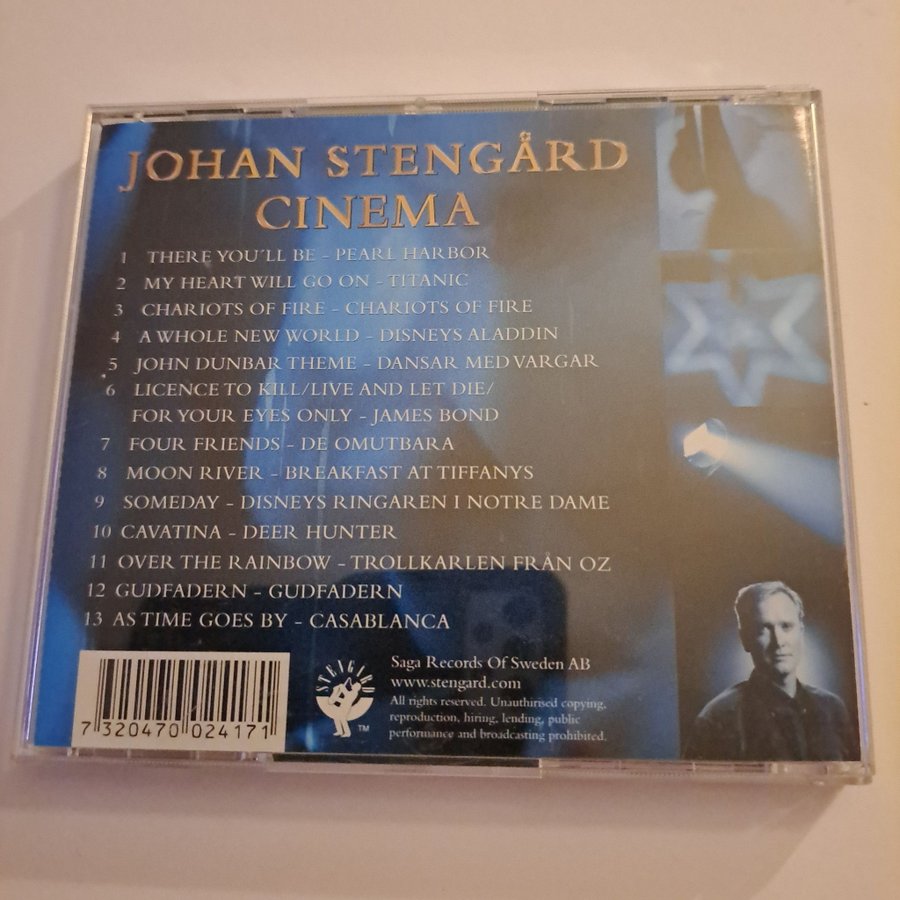 JOHAN STENGÅRD
CINEMA
1 THERE YOU'LL BE - PEARL HARBOR
2 MY HEART WILL GO ON - TITANIC
3 CHARIOTS OF FIRE - CHARIOTS OF FIRE
4 A WHOLE NEW WORLD - DISNEYS ALADDIN
5 JOHN DUNBAR THEME - DANSAR MED VARGAR
6 LICENCE TO KILL/LIVE AND LET DIE/
FOR YOUR EYES ONLY - JAMES BOND
7 FOUR FRIENDS - DE OMUTBARA
8 MOON RIVER - BREAKFAST AT TIFFANYS
9 SOMEDAY - DISNEYS RINGAREN I NOTRE DAME
10 CAVATINA - DEER HUNTER
11 OVER THE RAINBOW - TROLLKARLEN FRÅN OZ
12 GUDFADERN - GUDFADERN
13 AS TIME GOES BY - CASABLANCA
7 320470 024171
STENGÅRD
TM
Saga Records Of Sweden AB
www.stengard.com
All rights reserved. Unauthirised copying,
reproduction, hiring, lending, public
performance and broadcasting prohibited.